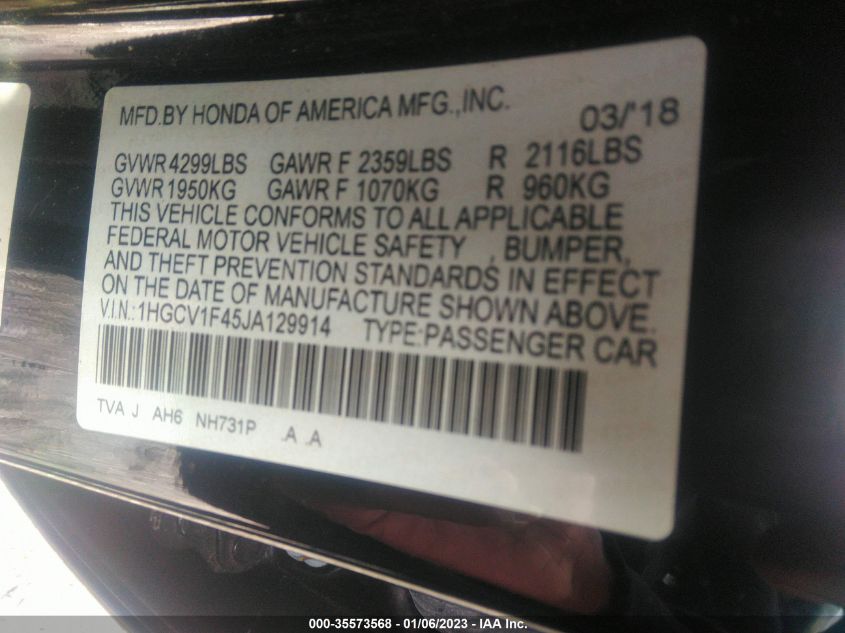 MFD.BY HONDA OF AMERICA MFG.,INC. 03/'18
GVWR 4299LBS GAWR F 2359LBS R 2116LBS
GVWR 1950KG GAWR F 1070KG R 960KG
THIS VEHICLE CONFORMS TO ALL APPLICABLE
FEDERAL MOTOR VEHICLE SAFETY , BUMPER,
AND THEFT PREVENTION STANDARDS IN EFFECT
ON THE DATE OF MANUFACTURE SHOWN ABOVE.
V.I.N.:1HGCV1F45JA129914 TYPE:PASSENGER CAR
TVA J AH6 NH731P .A .A
000-35573568 - 01/06/2023 - IAA Inc.